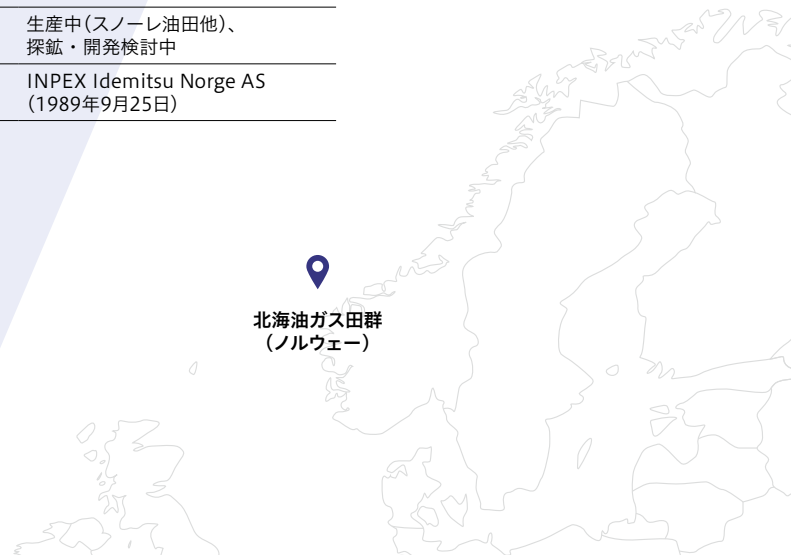 生産中（スノーレ油田他）、
探鉱・開発検討中
INPEX Idemitsu Norge AS
（1989年9月25日）
北海油ガス田群
（ノルウェー）